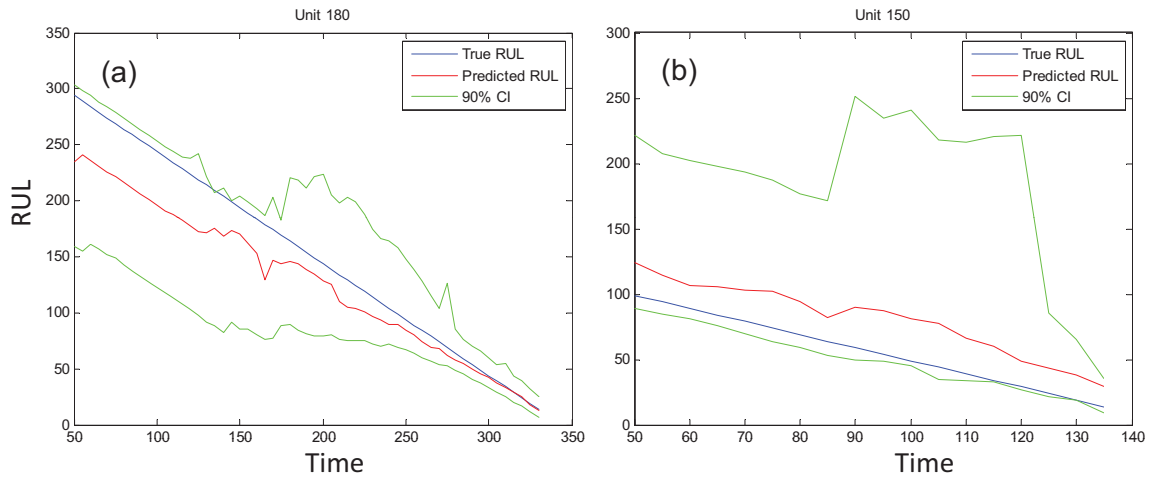 Unit 180
350
300
250
200
150
100
50
0
RUL
(a)
True RUL
Predicted RUL
90% CI
50 100 150 200 250 300 350
Time
Unit 150
300
250
200
150
100
50
0
(b)
True RUL
Predicted RUL
90% CI
50 60 70 80 90 100 110 120 130 140
Time